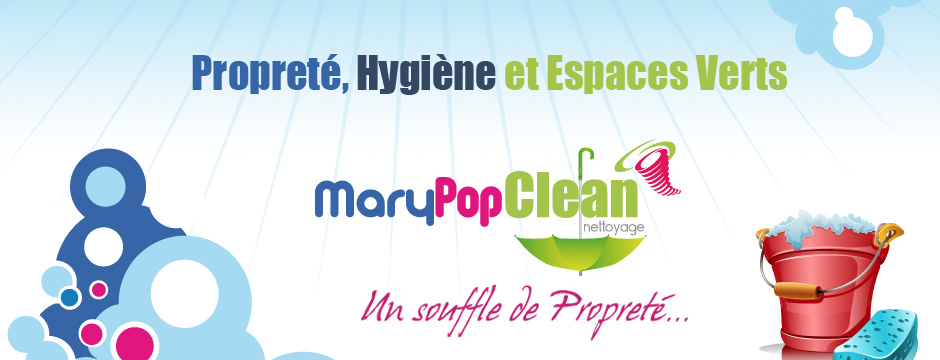 Propreté, Hygiène et Espaces Verts
MaryPopClean
nettoyage
Un souffle de Propreté...